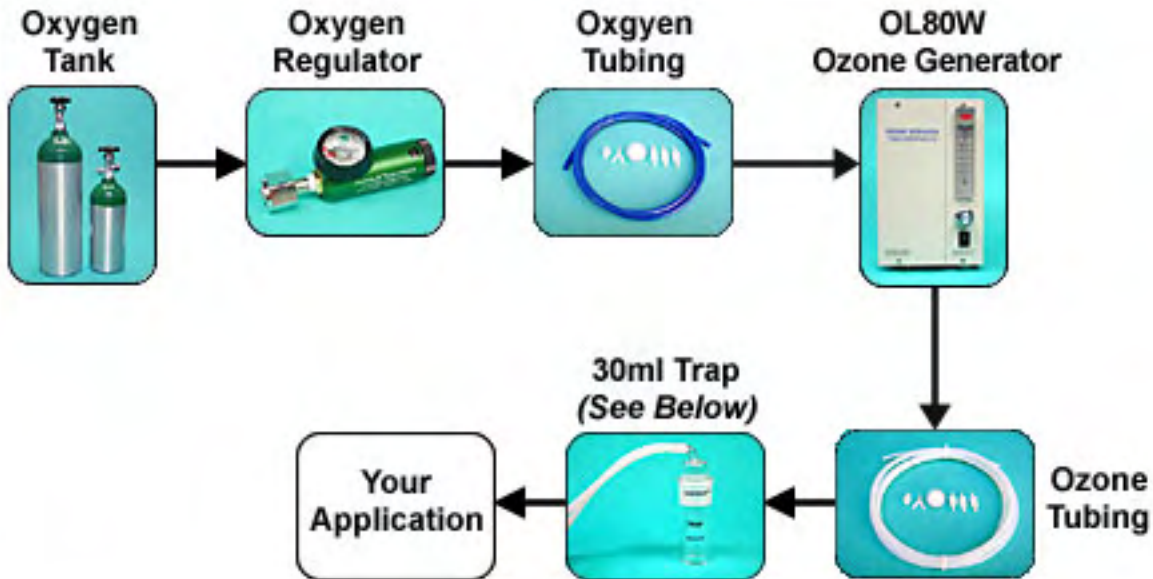 Oxygen
Tank
Oxygen
Regulator
Oxgyen
Tubing
OL80W
Ozone Generator
30ml Trap
(See Below)
Your
Application
Ozone
Tubing